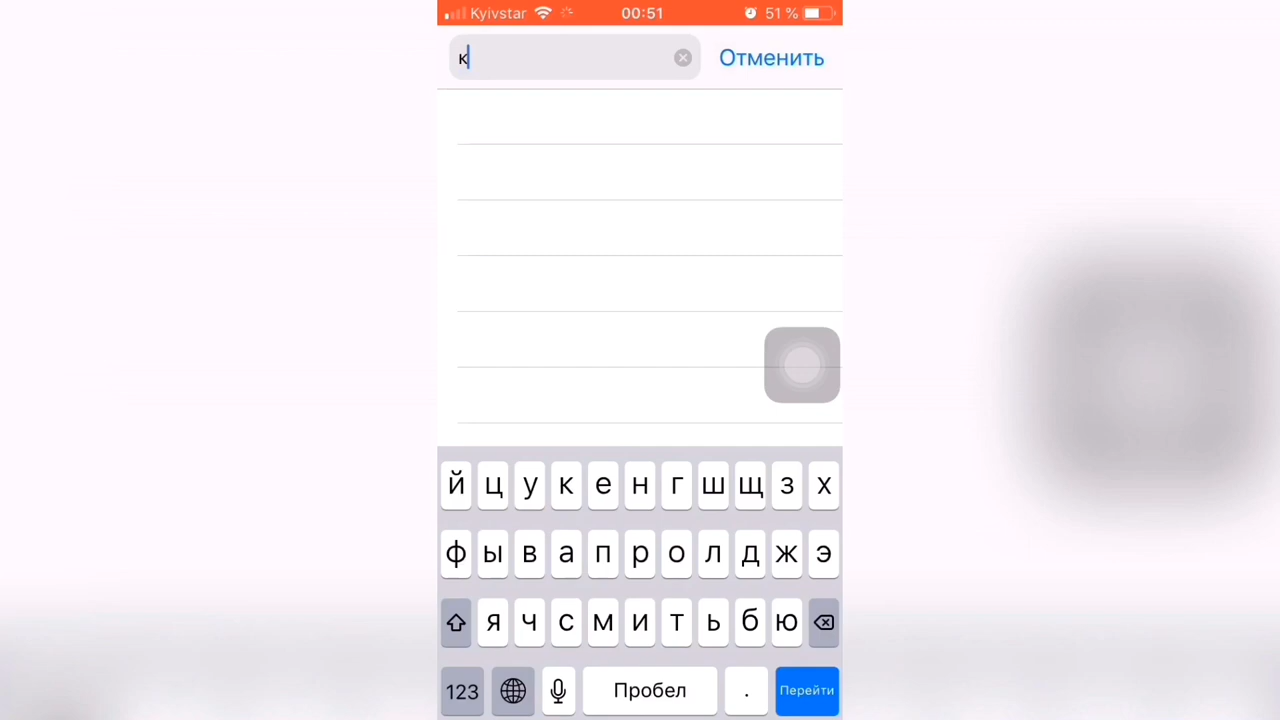 Kyivstar 00:51 51 %
к Отменить
й ц у к е н г ш щ з х
ф ы в а п р о л д ж э
я ч с м и т ь б ю
123 Пробел . Перейти